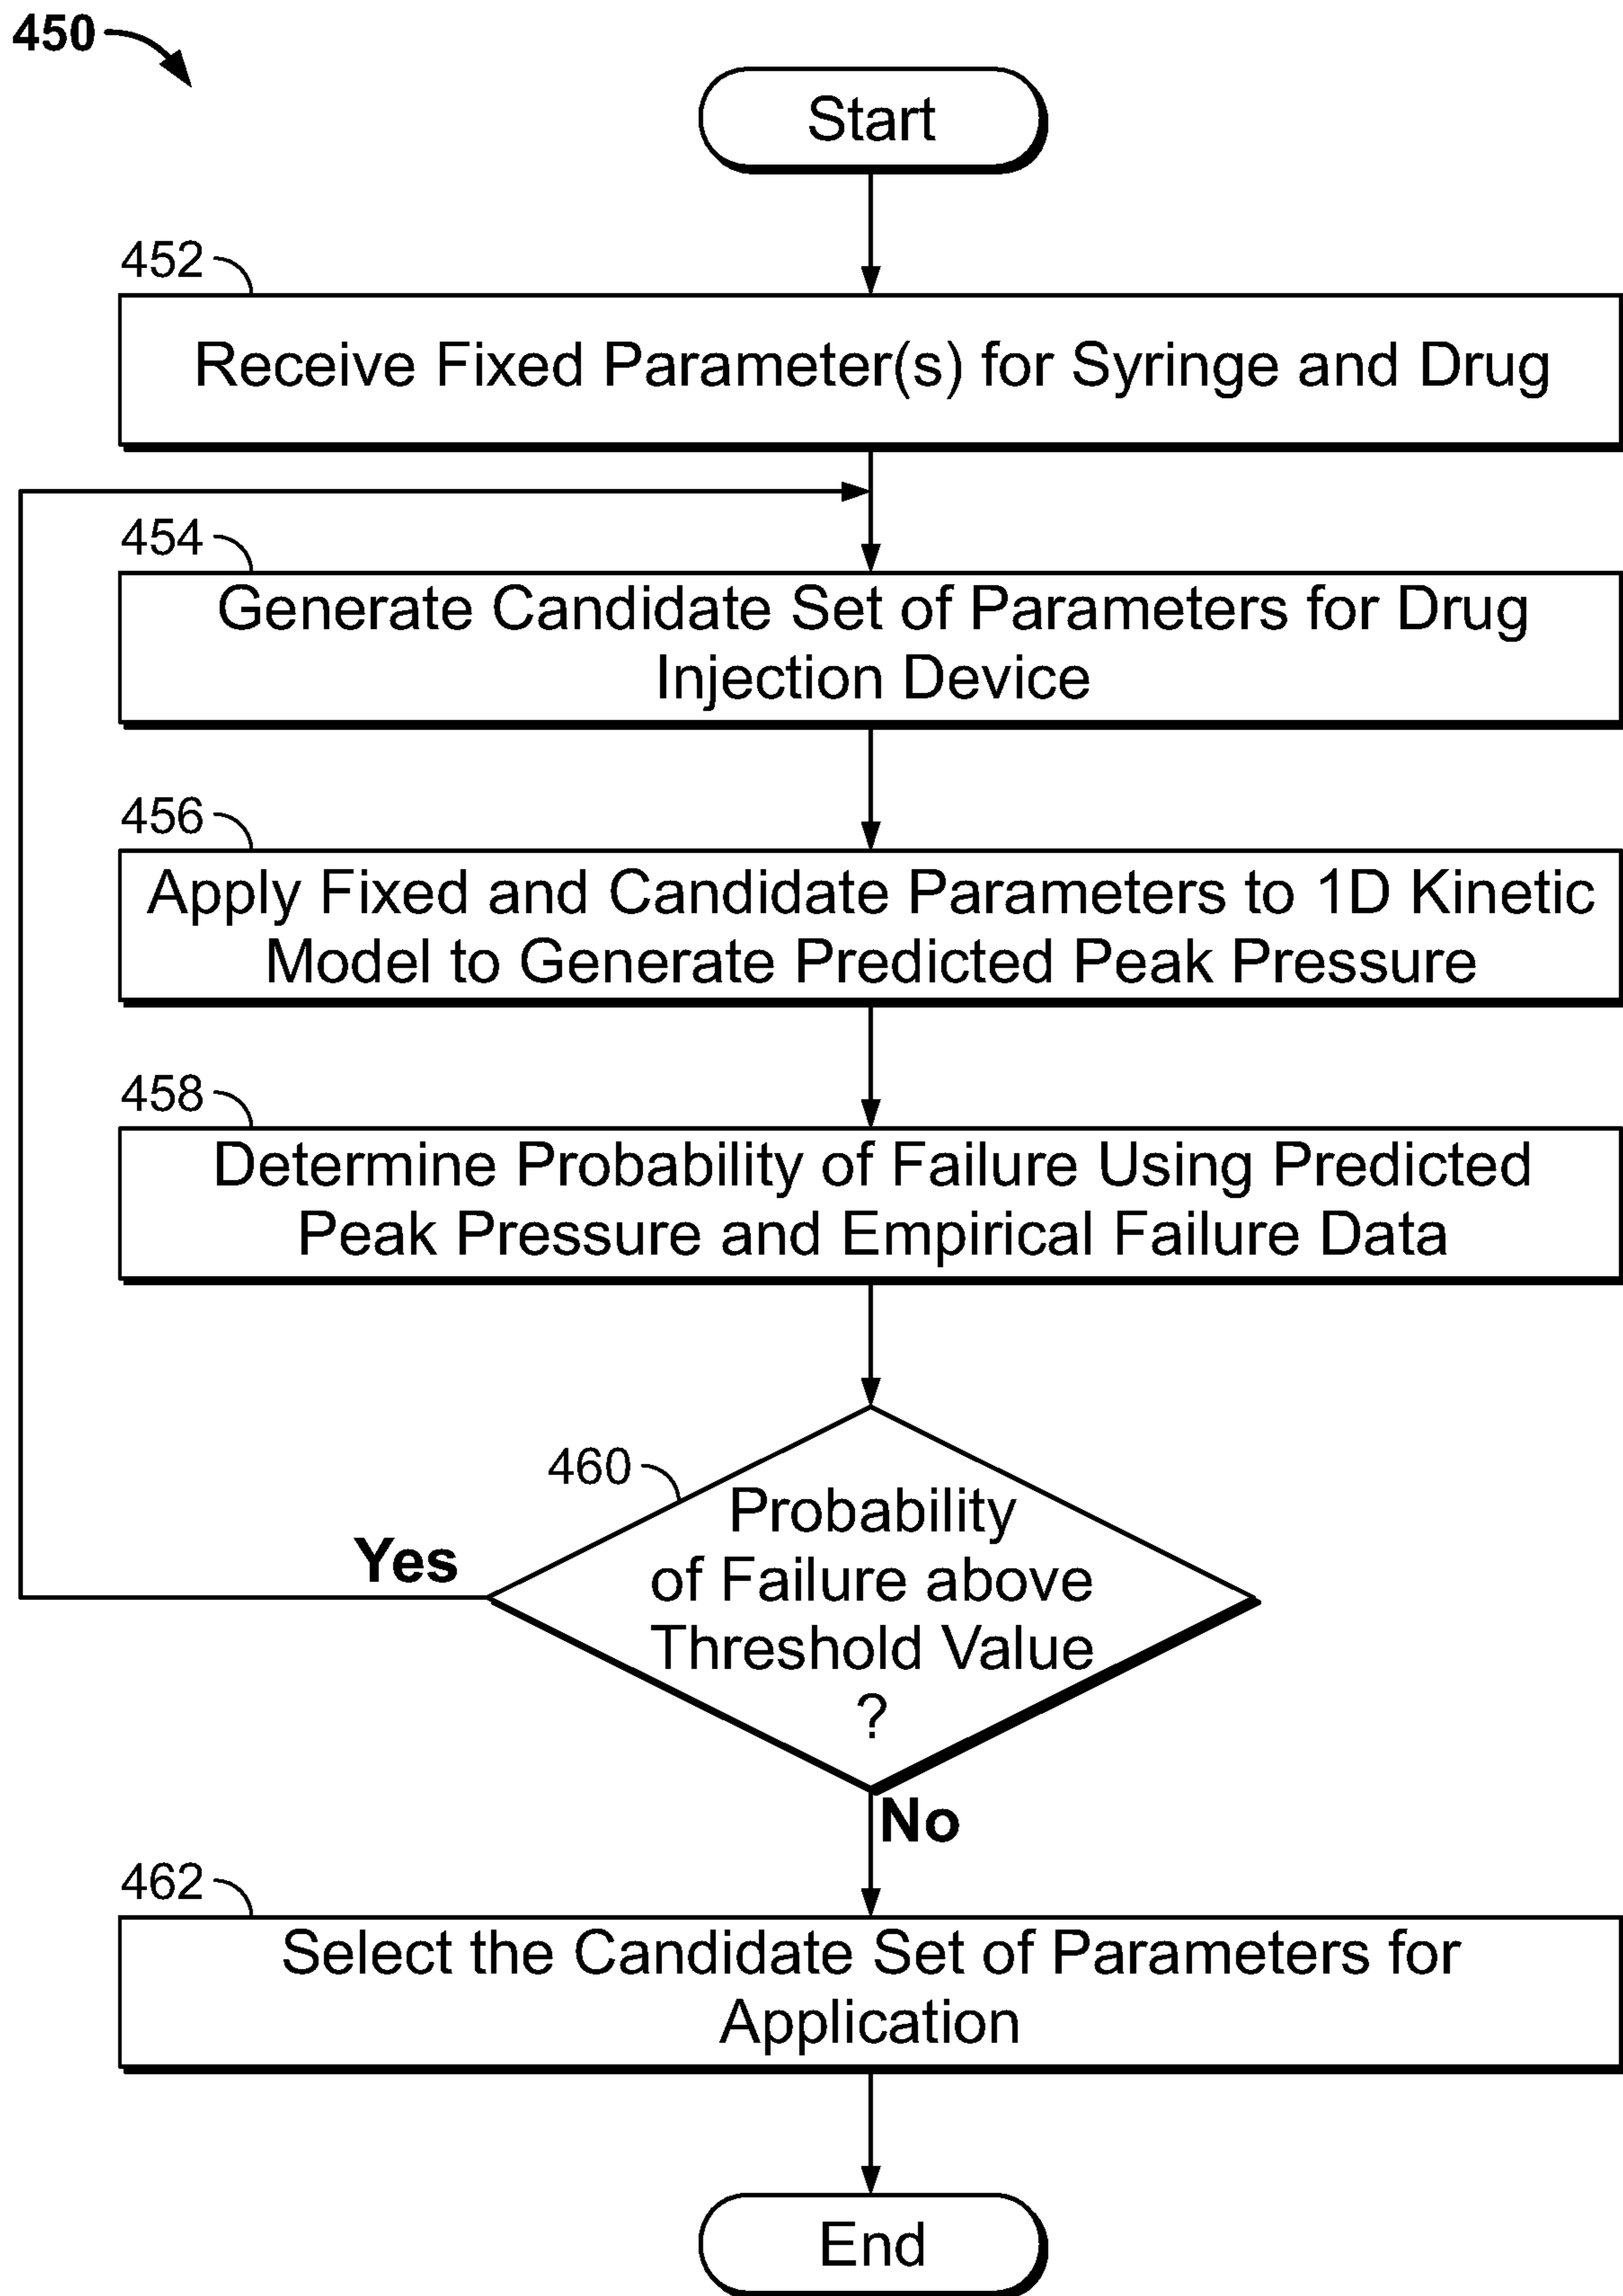 450
Start
452
Receive Fixed Parameter(s) for Syringe and Drug
454
Generate Candidate Set of Parameters for Drug
Injection Device
456
Apply Fixed and Candidate Parameters to 1D Kinetic
Model to Generate Predicted Peak Pressure
458
Determine Probability of Failure Using Predicted
Peak Pressure and Empirical Failure Data
460
Probability
of Failure above
Threshold Value
?
Yes
No
462
Select the Candidate Set of Parameters for
Application
End